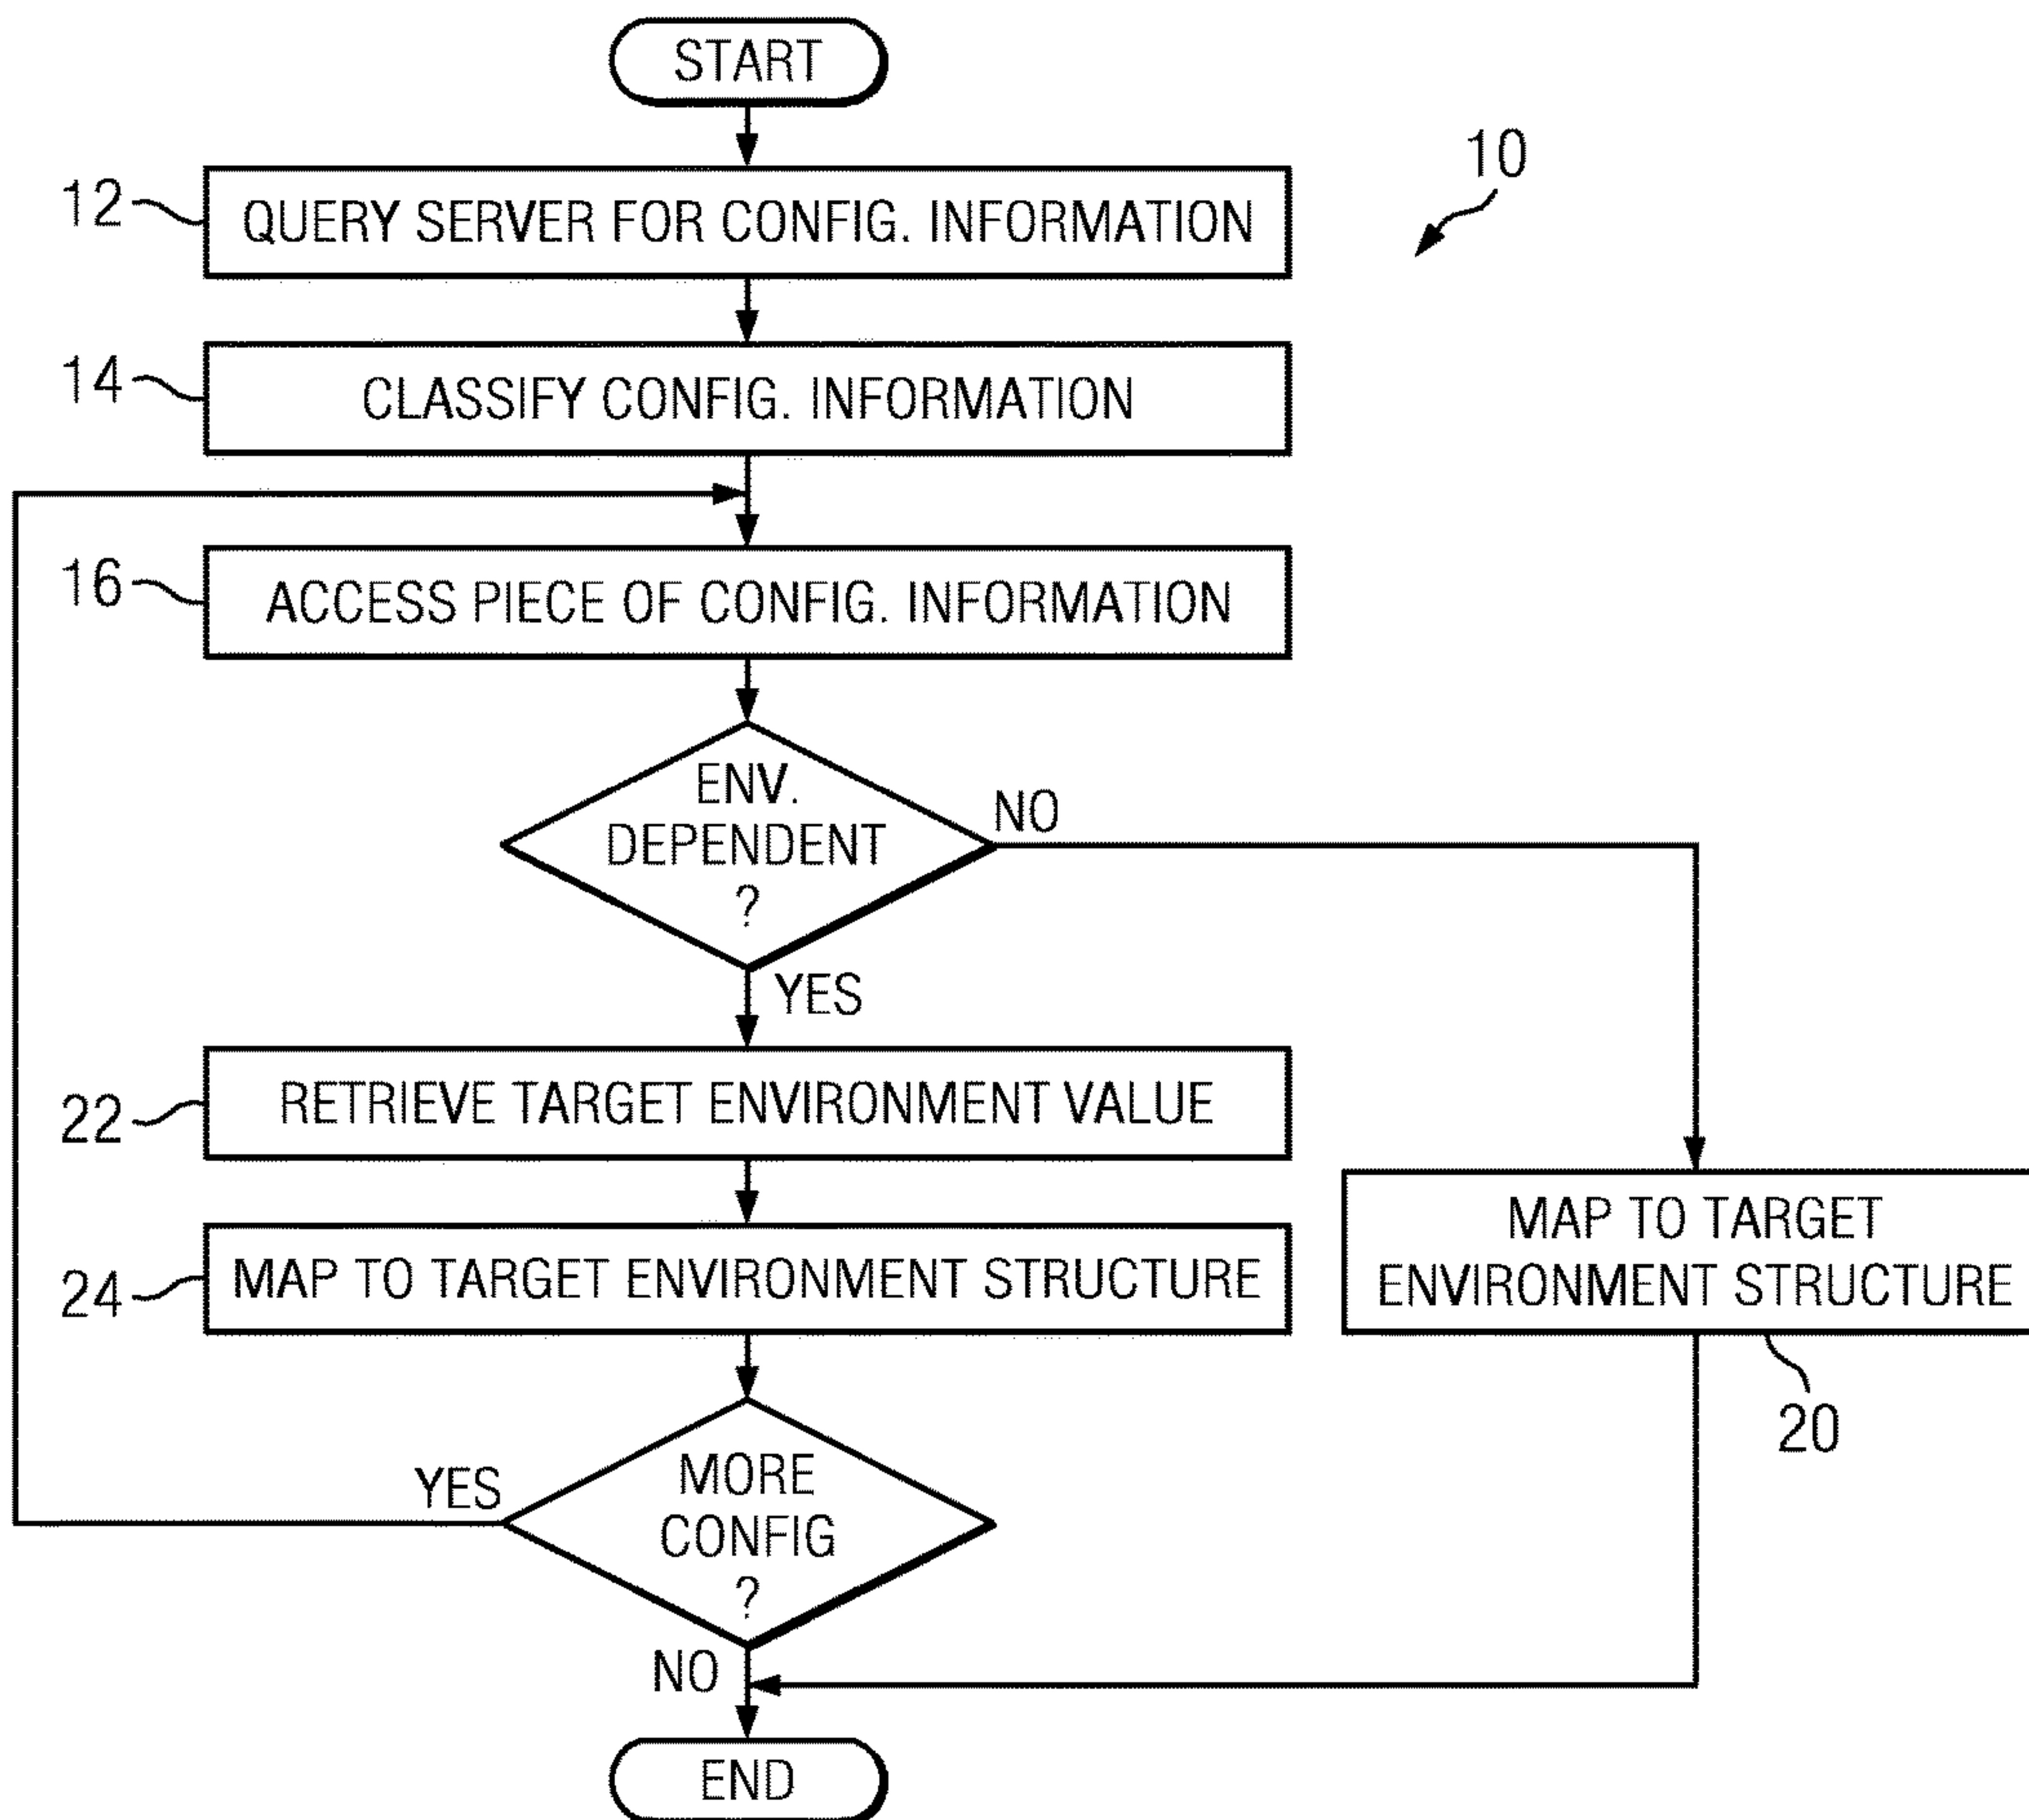 START
10
12
QUERY SERVER FOR CONFIG. INFORMATION
14
CLASSIFY CONFIG. INFORMATION
16
ACCESS PIECE OF CONFIG. INFORMATION
ENV.
DEPENDENT
?
NO
YES
22
RETRIEVE TARGET ENVIRONMENT VALUE
24
MAP TO TARGET ENVIRONMENT STRUCTURE
MAP TO TARGET
ENVIRONMENT STRUCTURE
20
YES
MORE
CONFIG
?
NO
END